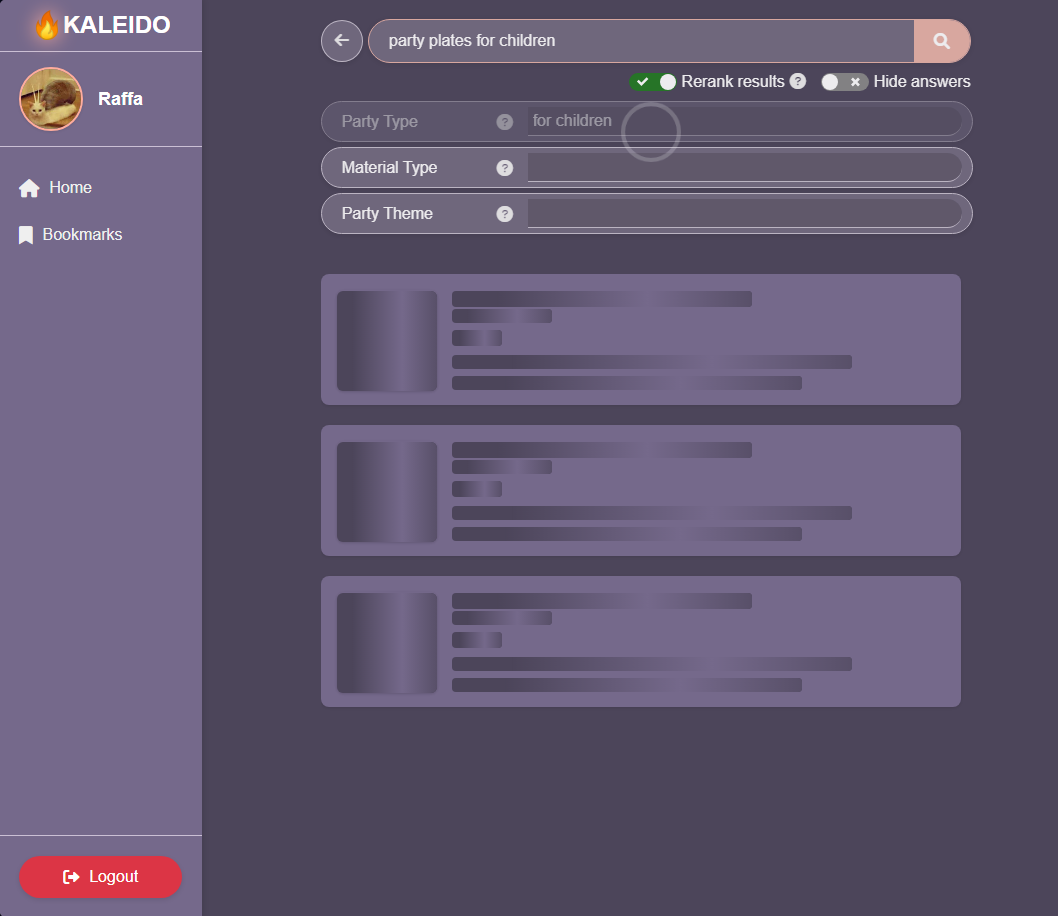 KALEIDO
Raffa
Home
Bookmarks
Logout
party plates for children
Rerank results ? Hide answers
Party Type ? for children
Material Type ?
Party Theme ?